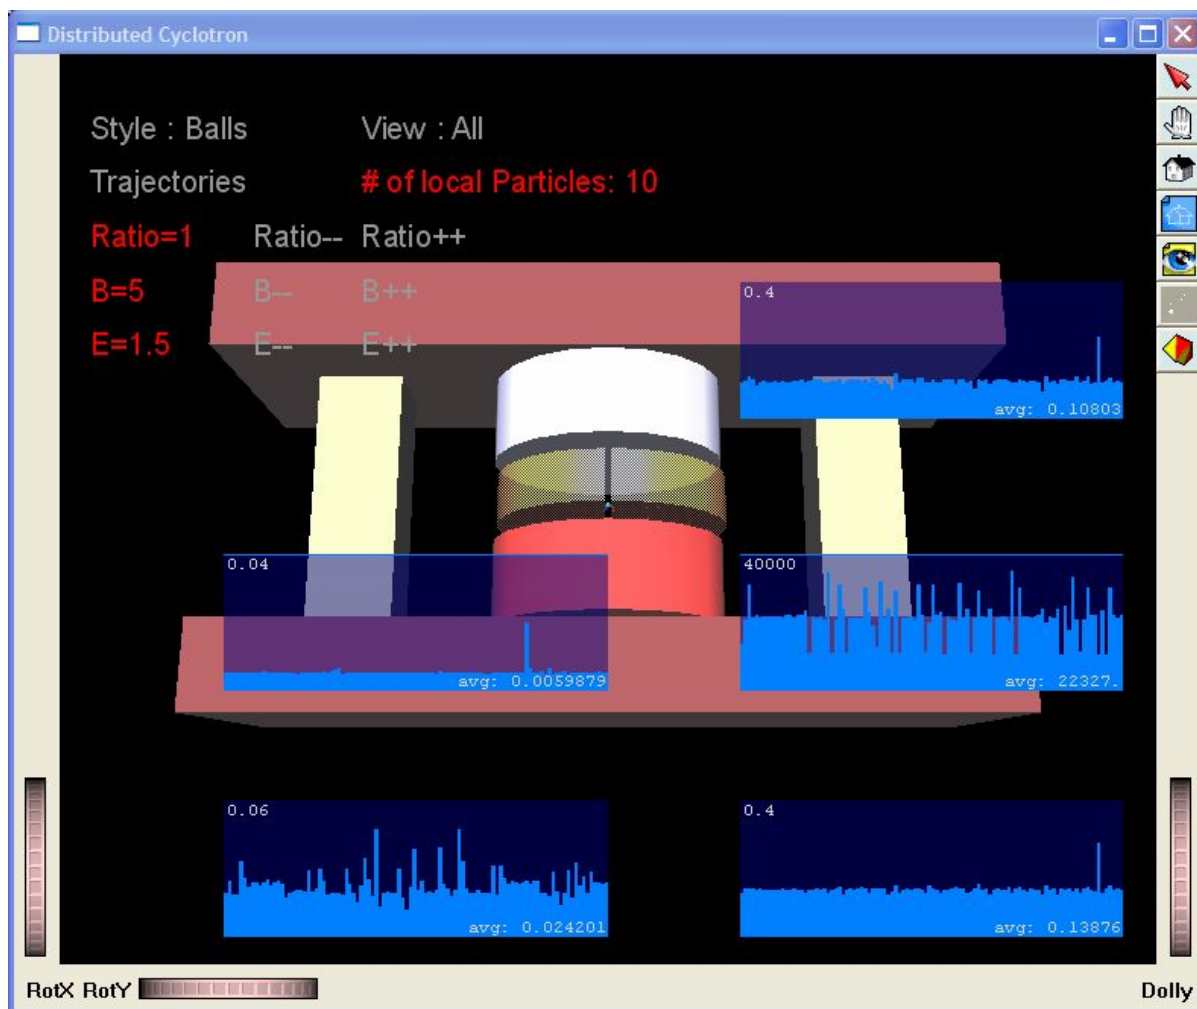 Distributed Cyclotron
Style : Balls View : All
Trajectories # of local Particles: 10
Ratio=1 Ratio-- Ratio++
B=5 B-- B++
E=1.5 E-- E++
0.4
avg: 0.10803
0.04
avg: 0.0059879
40000
avg: 22327.
0.06
avg: 0.024201
0.4
avg: 0.13876
RotX RotY Dolly